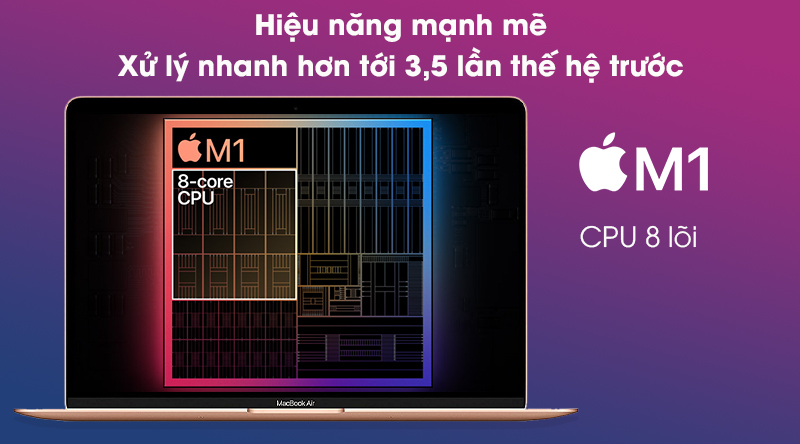 Hiệu năng mạnh mẽ
Xử lý nhanh hơn tới 3,5 lần thế hệ trước
M1
8-core
CPU
M1
CPU 8 lõi
MacBook Air